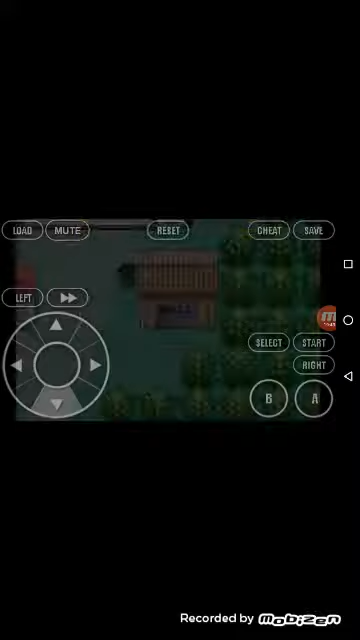 LOAD MUTE RESET CHEAT SAVE
LEFT
SELECT START
RIGHT
B A
Recorded by MOBIZEN